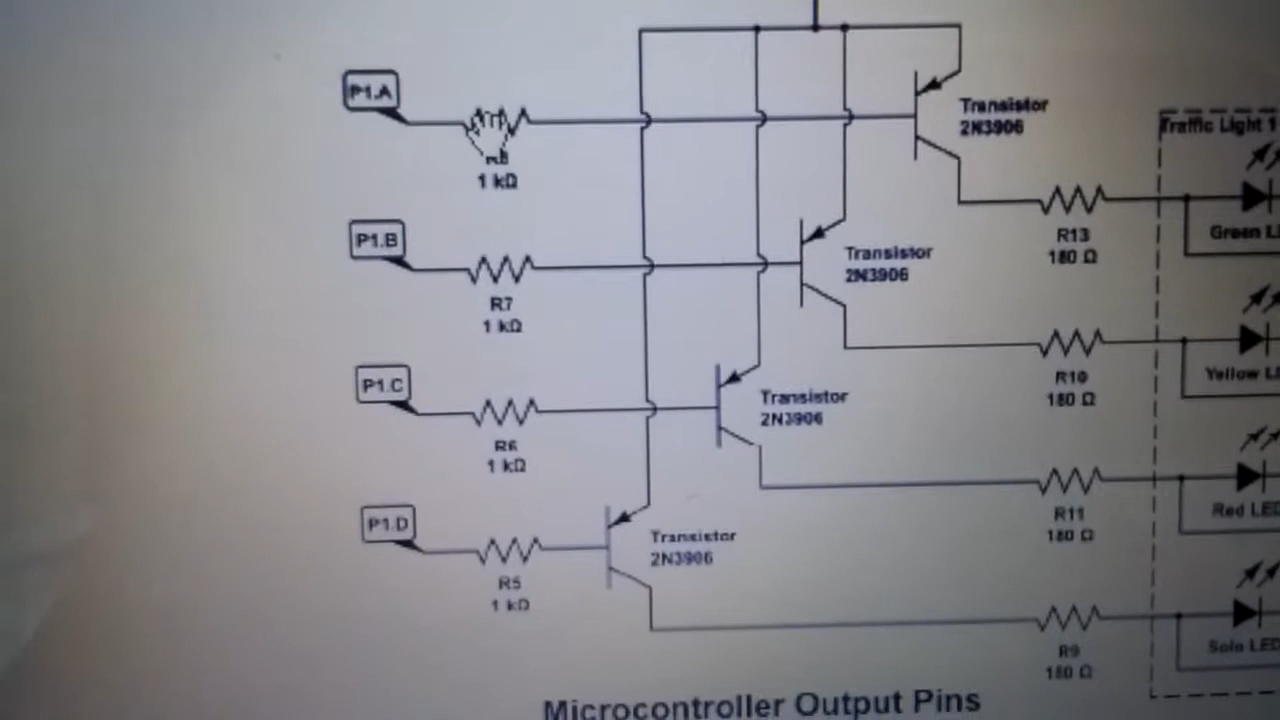 P1.A
1 kΩ
Transistor
2N3906
Traffic Light 1
R13
180 Ω
Green
P1.B
R7
1 kΩ
Transistor
2N3906
R10
180 Ω
Yellow
P1.C
R6
1 kΩ
Transistor
2N3906
R11
180 Ω
Red LED
P1.D
R5
1 kΩ
Transistor
2N3906
R9
180 Ω
Solo LED
Microcontroller Output Pins